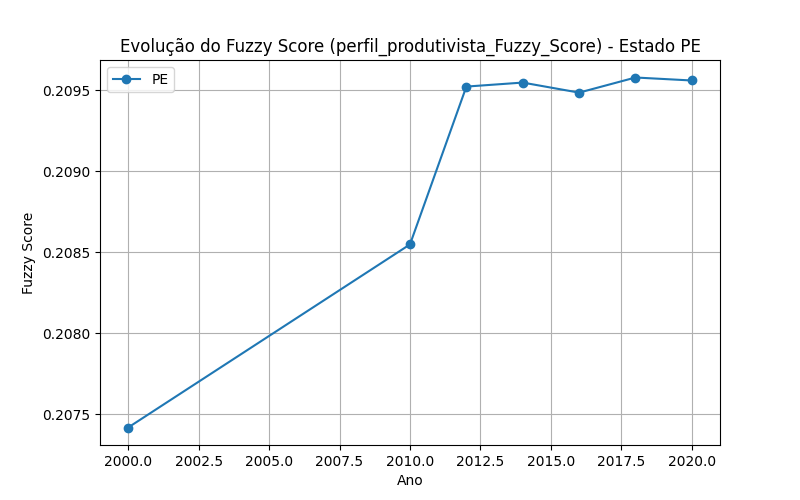 Evolução do Fuzzy Score (perfil_produtivista_Fuzzy_Score) - Estado PE
PE
0.2095
0.2090
0.2085
0.2080
0.2075
Fuzzy Score
2000.0 2002.5 2005.0 2007.5 2010.0 2012.5 2015.0 2017.5 2020.0
Ano